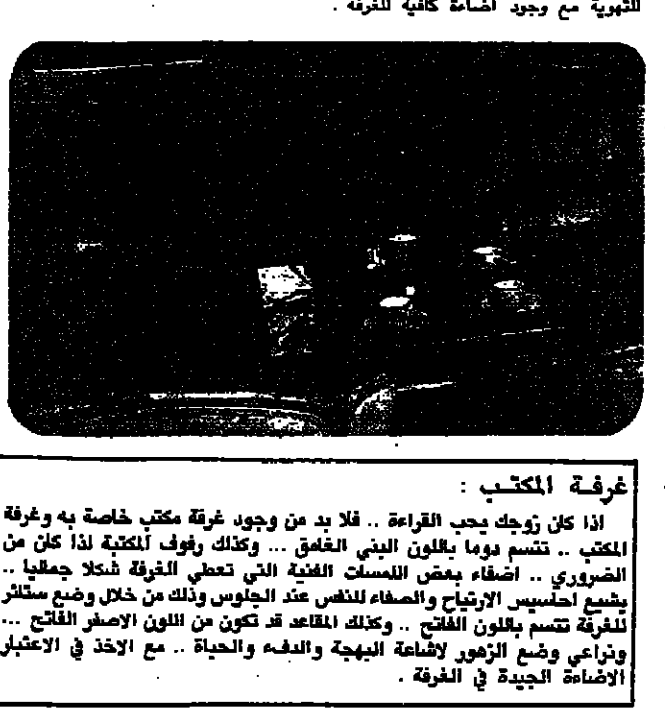 للتهوية مع وجود اضاءة كافية للغرفة .
غرفة المكتب :
اذا كان زوجك يحب القراءة .. فلا بد من وجود غرفة مكتب خاصة به وغرفة
المكتب .. تتسم دوما باللون البني الغامق ... وكذلك رفوف المكتبة لذا كان من
الضروري .. اضفاء بعض اللمسات الفنية التي تعطي الغرفة شكلا جماليا ..
يشيع احاسيس الارتياح والصفاء للنفس عند الجلوس وذلك من خلال وضع ستائر
للغرفة تتسم باللون الفاتح .. وكذلك المقاعد قد تكون من اللون الاصفر الفاتح ...
ونراعي وضع الزهور لاشاعة البهجة والدفء والحياة .. مع الاخذ في الاعتبار
الاضاءة الجيدة في الغرفة .